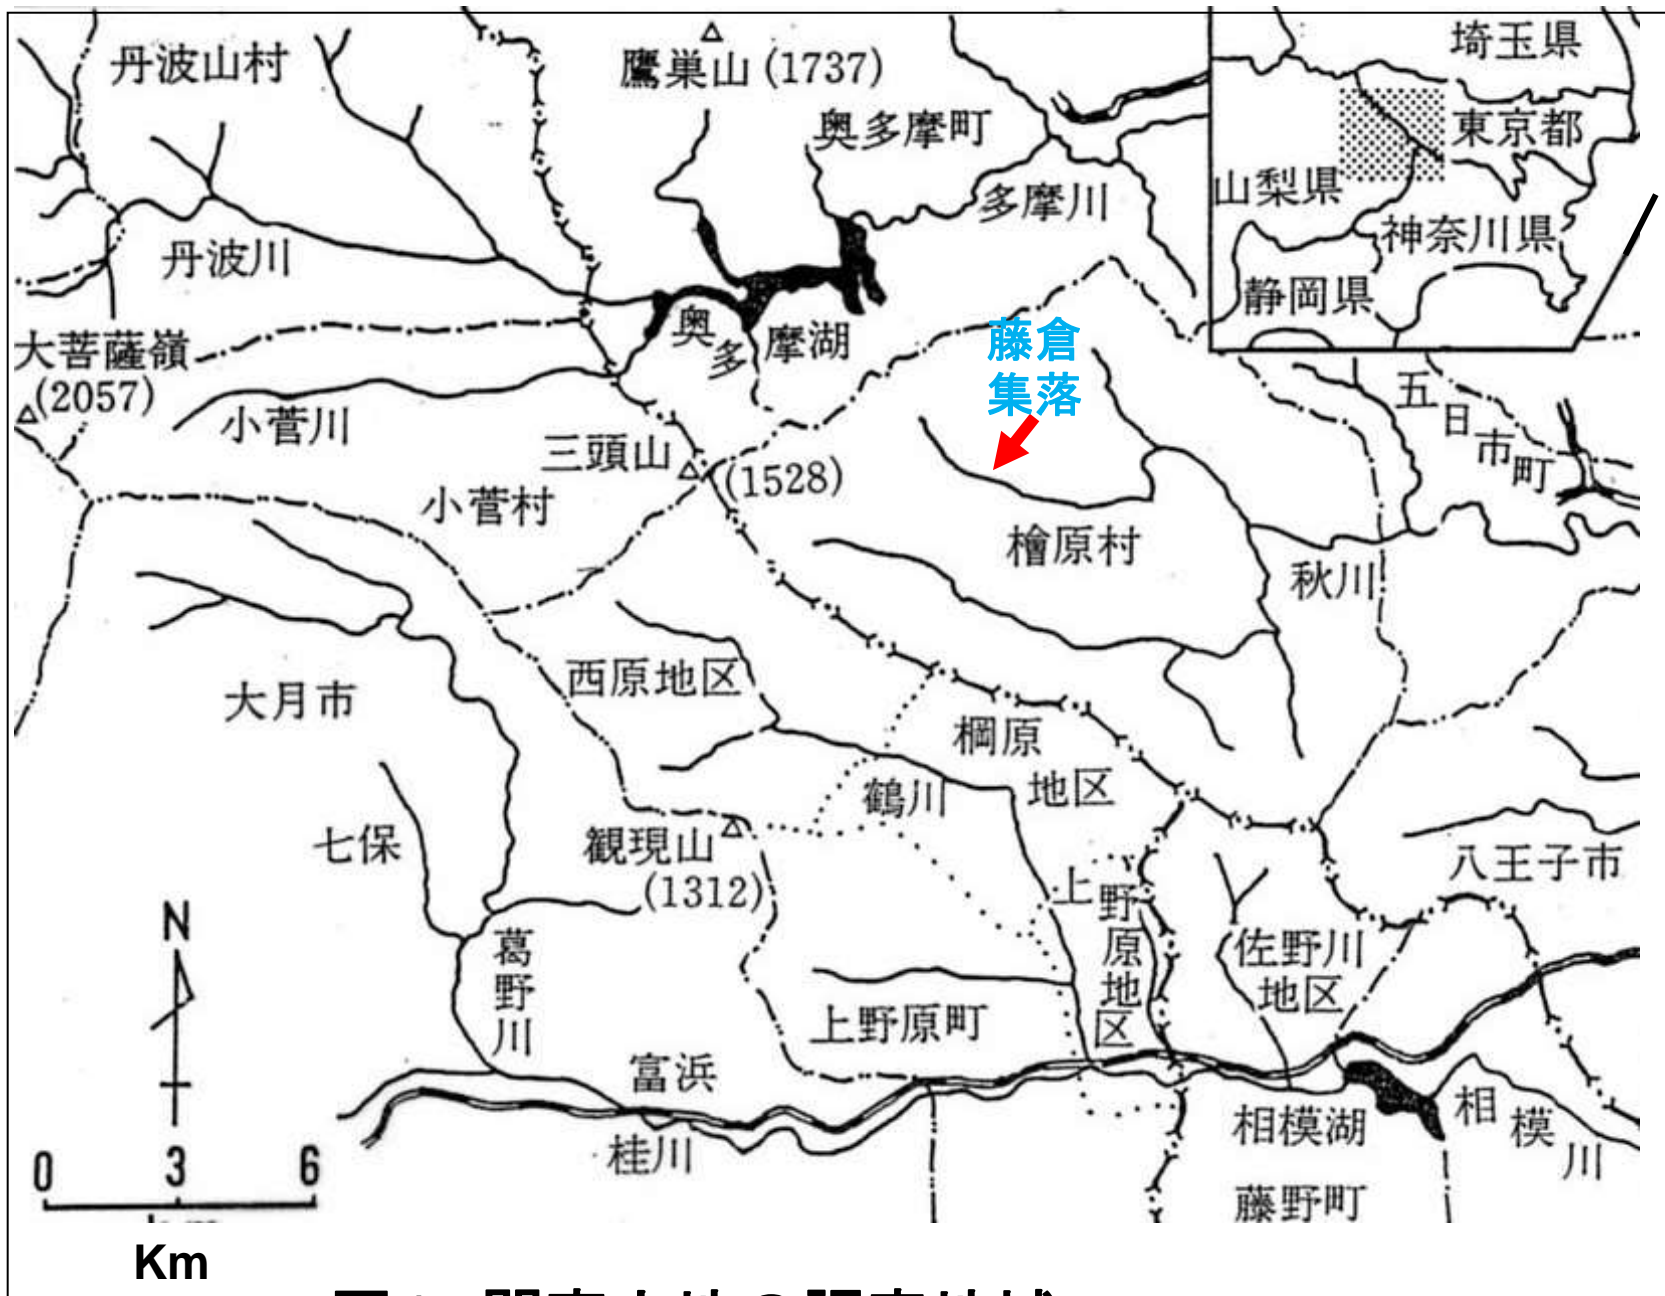 丹波山村
鷹巣山(1737)
奥多摩町
多摩川
丹波川
大菩薩嶺
(2057)
小菅川
奥多摩湖
三頭山
(1528)
小菅村
藤倉
集落
檜原村
秋川
五日市町
埼玉県
東京都
山梨県
神奈川県
静岡県
大月市
西原地区
棡原
地区
鶴川
七保
観現山
(1312)
上野原地区
佐野川
地区
八王子市
葛野川
上野原町
富浜
桂川
相模湖
相模川
藤野町
N
0 3 6
Km